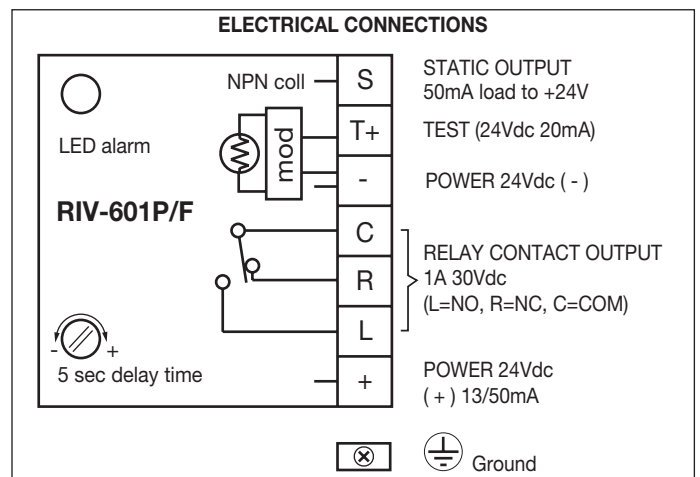 ELECTRICAL CONNECTIONS
LED alarm
RIV-601P/F
- +
5 sec delay time
NPN coll
mod
S
T+
-
C
R
L
+
STATIC OUTPUT
50mA load to +24V
TEST (24Vdc 20mA)
POWER 24Vdc ( - )
RELAY CONTACT OUTPUT
1A 30Vdc
(L=NO, R=NC, C=COM)
POWER 24Vdc
( + ) 13/50mA
Ground